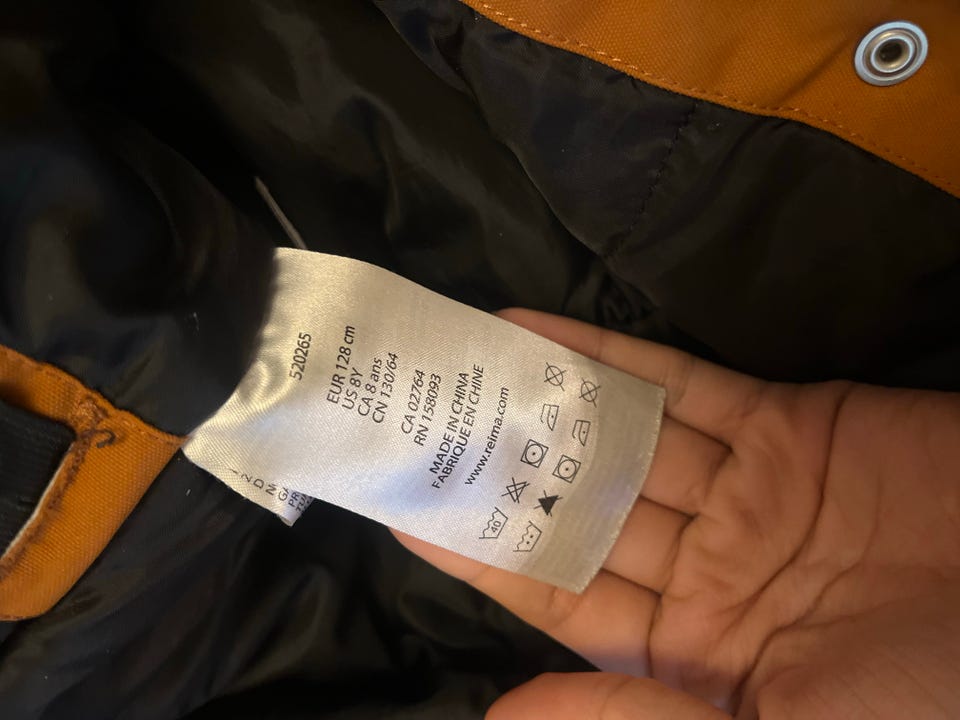 520265
EUR 128 cm
US 8Y
CA 8 ans
CN 130/64
CA 02764
RN 158093
MADE IN CHINA
FABRIQUE EN CHINE
www.reima.com
40